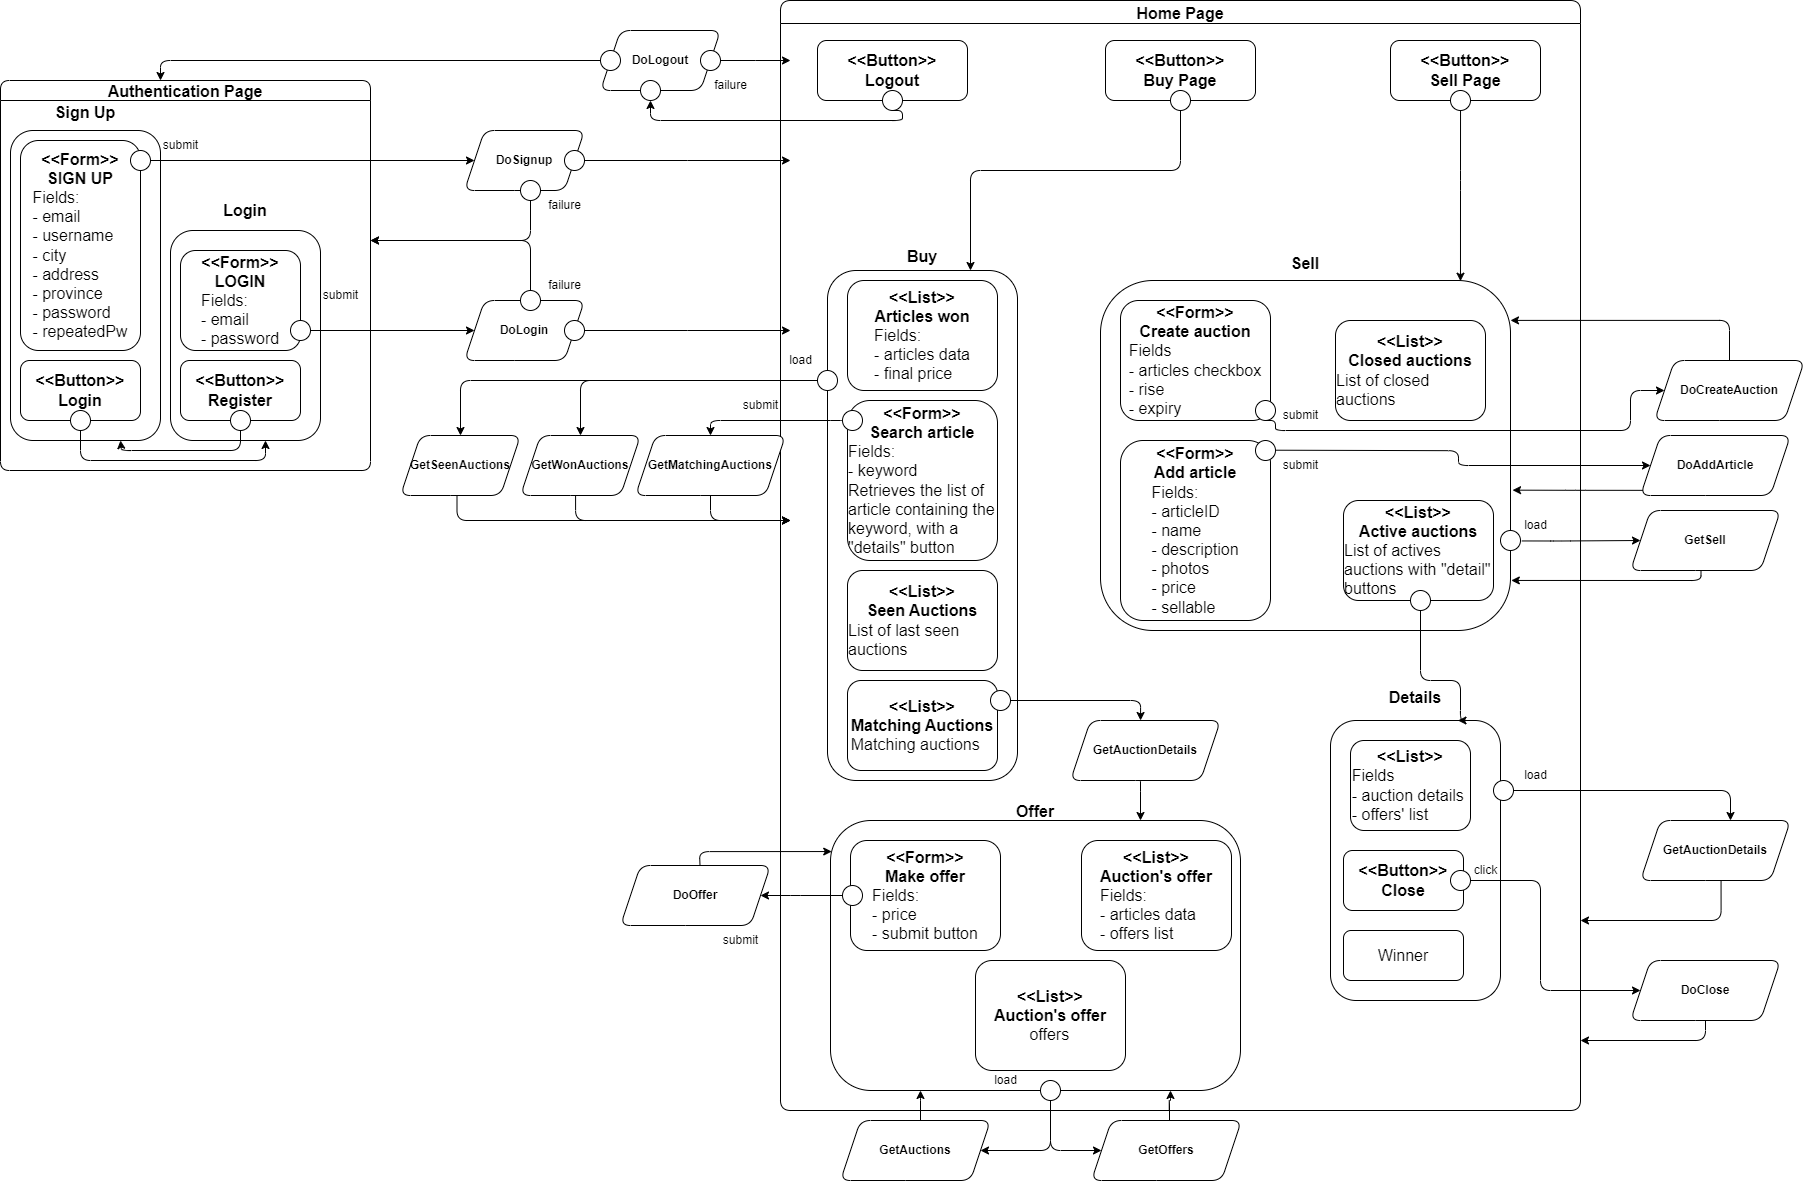 Home Page
DoLogout
failure
<<Button>>
Logout
<<Button>>
Buy Page
<<Button>>
Sell Page
Authentication Page
Sign Up
<<Form>>
SIGN UP
Fields:
- email
- username
- city
- address
- province
- password
- repeatedPw
submit
<<Button>>
Login
Login
<<Form>>
LOGIN
Fields:
- email
- password
submit
<<Button>>
Register
DoSignup
failure
failure
DoLogin
Buy
<<List>>
Articles won
Fields:
- articles data
- final price
load
submit
<<Form>>
Search article
Fields:
- keyword
Retrieves the list of
article containing the
keyword, with a
"details" button
GetSeenAuctions
GetWonAuctions
GetMatchingAuctions
<<List>>
Seen Auctions
List of last seen
auctions
<<List>>
Matching Auctions
Matching auctions
GetAuctionDetails
Sell
<<Form>>
Create auction
Fields
- articles checkbox
- rise
- expiry
submit
<<List>>
Closed auctions
List of closed
auctions
DoCreateAuction
<<Form>>
Add article
Fields:
- articleID
- name
- description
- photos
- price
- sellable
submit
DoAddArticle
<<List>>
Active auctions
List of actives
auctions with "detail"
buttons
load
GetSell
Details
<<List>>
Fields
- auction details
- offers' list
load
GetAuctionDetails
<<Button>>
Close
click
Winner
DoClose
Offer
<<Form>>
Make offer
Fields:
- price
- submit button
DoOffer
submit
<<List>>
Auction's offer
Fields:
- articles data
- offers list
<<List>>
Auction's offer
offers
load
GetAuctions
GetOffers